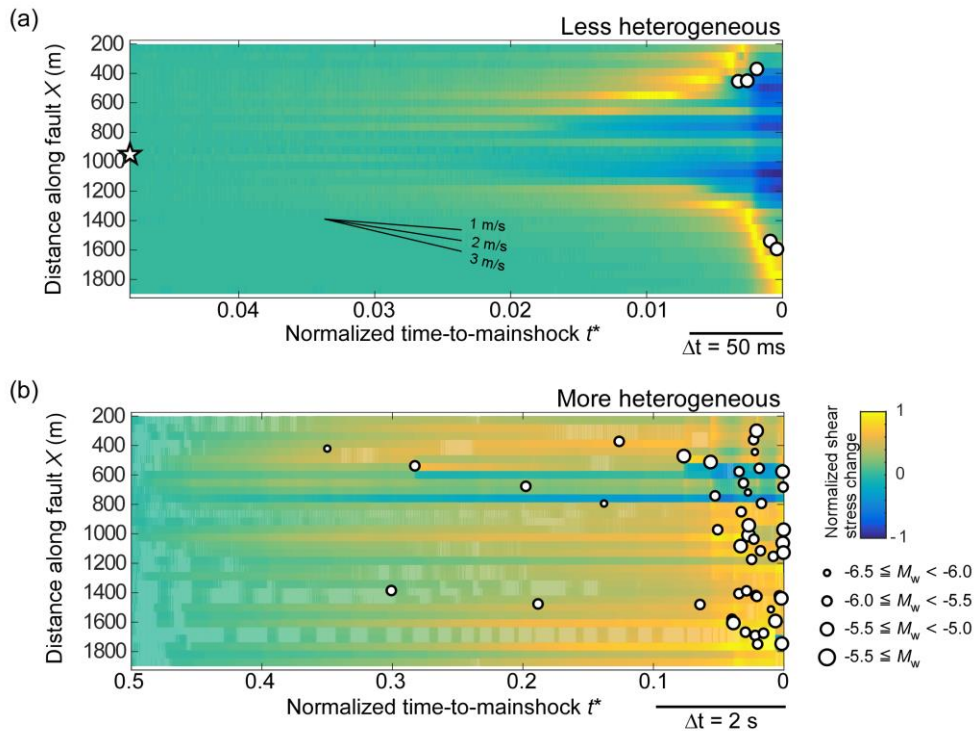 (a)
Less heterogeneous
Distance along fault X (m)
200
400
600
800
1000
1200
1400
1600
1800
1 m/s
2 m/s
3 m/s
0.04
0.03
0.02
0.01
0
Normalized time-to-mainshock t*
Δt = 50 ms
(b)
More heterogeneous
Distance along fault X (m)
200
400
600
800
1000
1200
1400
1600
1800
0.5
0.4
0.3
0.2
0.1
0
Normalized time-to-mainshock t*
Δt = 2 s
Normalized shear
stress change
1
0
- 1
-6.5 ≦ Mw < -6.0
-6.0 ≦ Mw < -5.5
-5.5 ≦ Mw < -5.0
-5.5 ≦ Mw